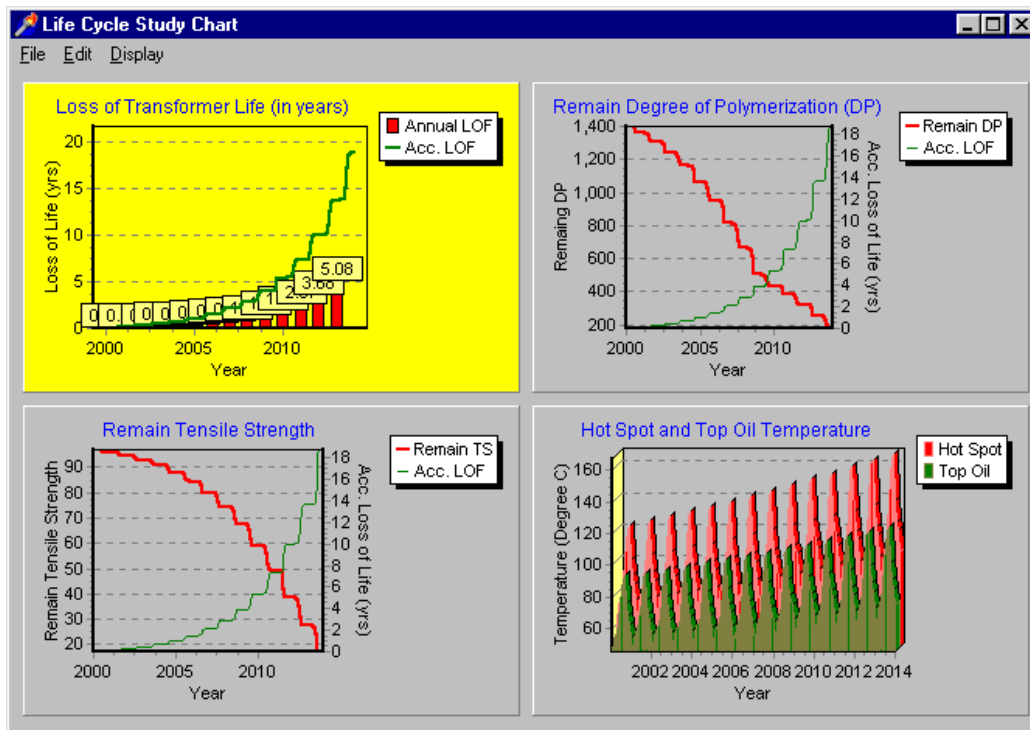 Life Cycle Study Chart
File Edit Display
Loss of Transformer Life (in years)
Annual LOF
Acc. LOF
Loss of Life (yrs)
20
15
10
5
0
5.08
3.68
2000 2005 2010
Year
Remain Degree of Polymerization (DP)
Remain DP
Acc. LOF
Remaing DP
1,400
1,200
1,000
800
600
400
200
18
16
14
12
10
8
6
4
2
0
Acc. Loss of Life (yrs)
2000 2005 2010
Year
Remain Tensile Strength
Remain TS
Acc. LOF
Remain Tensile Strength
90
80
70
60
50
40
30
20
18
16
14
12
10
8
6
4
2
0
Acc. Loss of Life (yrs)
2000 2005 2010
Year
Hot Spot and Top Oil Temperature
Hot Spot
Top Oil
Temperature (Degree C)
160
140
120
100
80
60
2002 2004 2006 2008 2010 2012 2014
Year